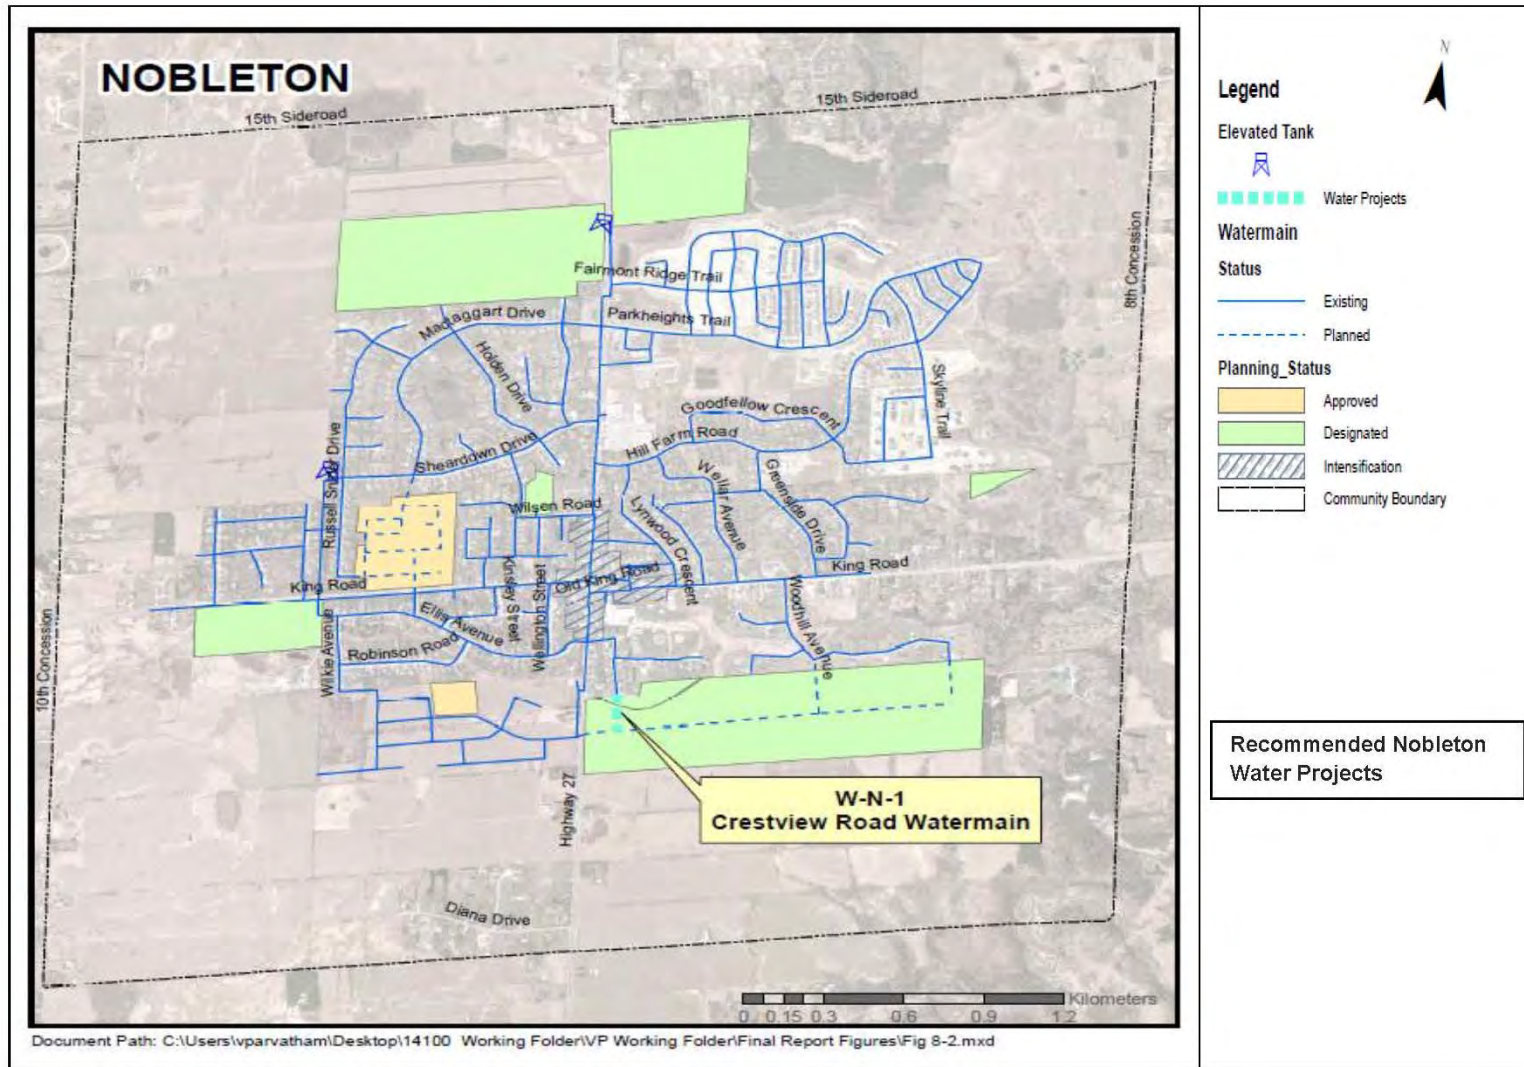 NOBLETON
15th Sideroad
15th Sideroad
8th Concession
Fairmont Ridge Trail
Parkheights Trail
Mactaggart Drive
Holden Drive
Skyline Trail
Goodfellow Crescent
Hill Farm Road
Sheardown Drive
Russell Snider Drive
Wellar Avenue
Greenside Drive
Lynwood Crescent
Wilsen Road
King Road
King Road
Old King Road
Kinsley Street
Wellington Street
Ellis Avenue
Robinson Road
Wilkie Avenue
Woodhill Avenue
10th Concession
Highway 27
W-N-1
Crestview Road Watermain
Diana Drive
Kilometers
0 0.15 0.3 0.6 0.9 1.2
Document Path: C:\Users\vparvatham\Desktop\14100 Working Folder\VP Working Folder\Final Report Figures\Fig 8-2.mxd
N
Legend
Elevated Tank
Water Projects
Watermain
Status
Existing
Planned
Planning_Status
Approved
Designated
Intensification
Community Boundary
Recommended Nobleton
Water Projects